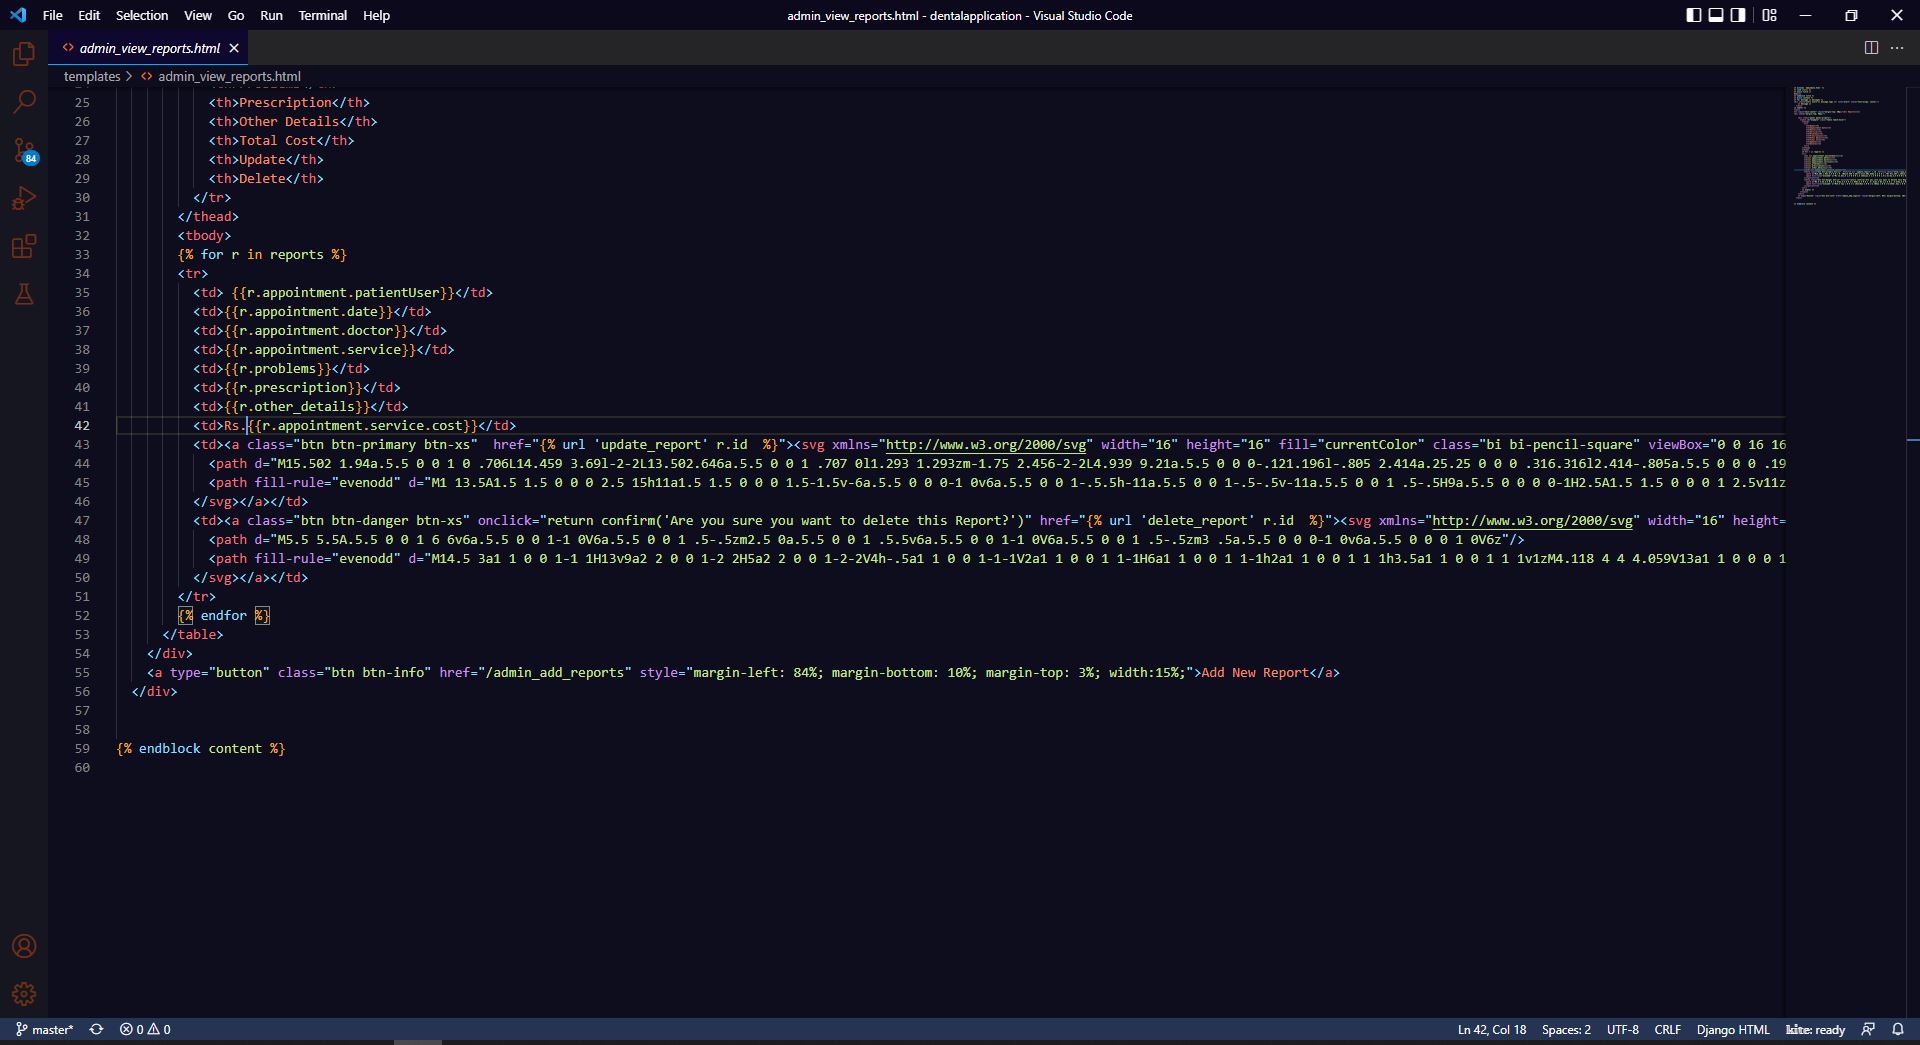 File Edit Selection View Go Run Terminal Help
admin_view_reports.html - dentalapplication - Visual Studio Code
<> admin_view_reports.html ×
templates > <> admin_view_reports.html
25 <th>Prescription</th>
26 <th>Other Details</th>
27 <th>Total Cost</th>
28 <th>Update</th>
29 <th>Delete</th>
30 </tr>
31 </thead>
32 <tbody>
33 {% for r in reports %}
34 <tr>
35 <td> {{r.appointment.patientUser}}</td>
36 <td>{{r.appointment.date}}</td>
37 <td>{{r.appointment.doctor}}</td>
38 <td>{{r.appointment.service}}</td>
39 <td>{{r.problems}}</td>
40 <td>{{r.prescription}}</td>
41 <td>{{r.other_details}}</td>
42 <td>Rs.{{r.appointment.service.cost}}</td>
43 <td><a class="btn btn-primary btn-xs"  href="{% url 'update_report' r.id  %}"><svg xmlns="http://www.w3.org/2000/svg" width="16" height="16" fill="currentColor" class="bi bi-pencil-square" viewBox="0 0 16 16
44 <path d="M15.502 1.94a.5.5 0 0 1 0 .706L14.459 3.69l-2-2L13.502.646a.5.5 0 0 1 .707 0l1.293 1.293zm-1.75 2.456-2-2L4.939 9.21a.5.5 0 0 0-.121.196l-.805 2.414a.25.25 0 0 0 .316.316l2.414-.805a.5.5 0 0 0 .19
45 <path fill-rule="evenodd" d="M1 13.5A1.5 1.5 0 0 0 2.5 15h11a1.5 1.5 0 0 0 1.5-1.5v-6a.5.5 0 0 0-1 0v6a.5.5 0 0 1-.5.5h-11a.5.5 0 0 1-.5-.5v-11a.5.5 0 0 1 .5-.5H9a.5.5 0 0 0 0-1H2.5A1.5 1.5 0 0 0 1 2.5v11z
46 </svg></a></td>
47 <td><a class="btn btn-danger btn-xs" onclick="return confirm('Are you sure you want to delete this Report?')" href="{% url 'delete_report' r.id  %}"><svg xmlns="http://www.w3.org/2000/svg" width="16" height=
48 <path d="M5.5 5.5A.5.5 0 0 1 6 6v6a.5.5 0 0 1-1 0V6a.5.5 0 0 1 .5-.5zm2.5 0a.5.5 0 0 1 .5.5v6a.5.5 0 0 1-1 0V6a.5.5 0 0 1 .5-.5zm3 .5a.5.5 0 0 0-1 0v6a.5.5 0 0 0 1 0V6z"/>
49 <path fill-rule="evenodd" d="M14.5 3a1 1 0 0 1-1 1H13v9a2 2 0 0 1-2 2H5a2 2 0 0 1-2-2V4h-.5a1 1 0 0 1-1-1V2a1 1 0 0 1 1-1H6a1 1 0 0 1 1-1h2a1 1 0 0 1 1 1h3.5a1 1 0 0 1 1 1v1zM4.118 4 4 4.059V13a1 1 0 0 0 1
50 </svg></a></td>
51 </tr>
52 {% endfor %}
53 </table>
54 </div>
55 <a type="button" class="btn btn-info" href="/admin_add_reports" style="margin-left: 84%; margin-bottom: 10%; margin-top: 3%; width:15%;">Add New Report</a>
56 </div>
57
58
59 {% endblock content %}
60
84
master* 0 0 Ln 42, Col 18 Spaces: 2 UTF-8 CRLF Django HTML kite: ready